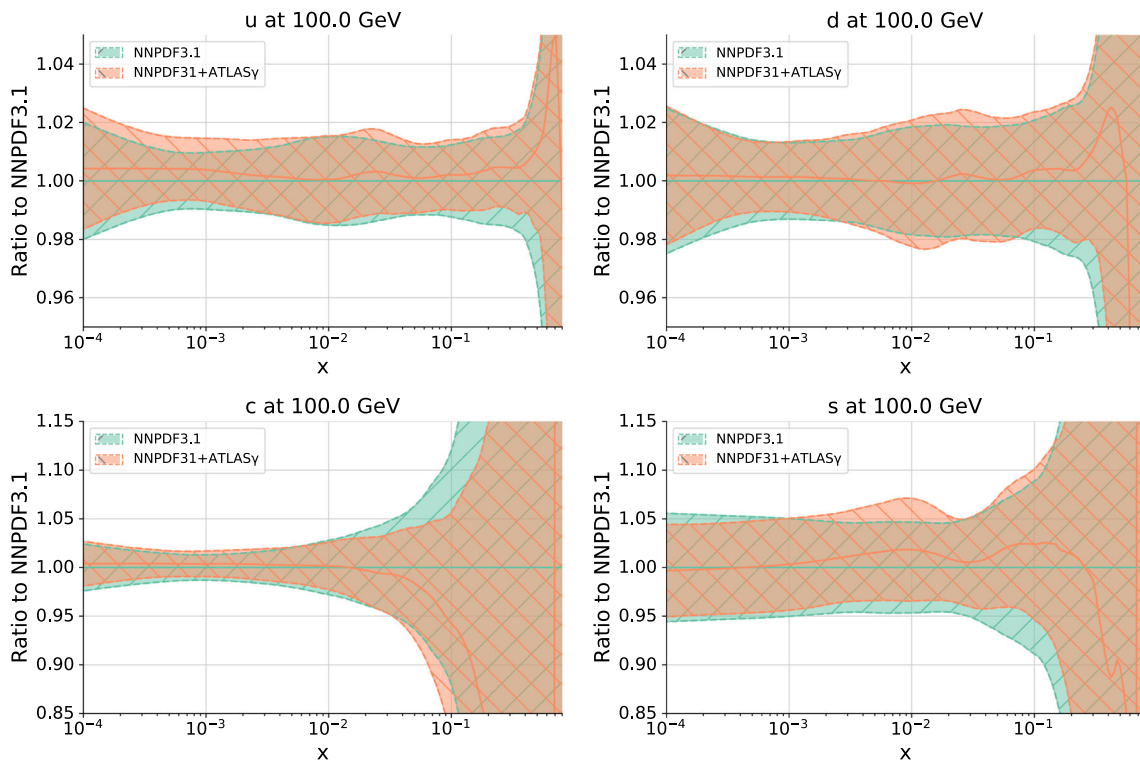 u at 100.0 GeV
NNPDF3.1
NNPDF31+ATLASγ
Ratio to NNPDF3.1
1.04
1.02
1.00
0.98
0.96
10⁻⁴
10⁻³
10⁻²
10⁻¹
x
d at 100.0 GeV
NNPDF3.1
NNPDF31+ATLASγ
Ratio to NNPDF3.1
1.04
1.02
1.00
0.98
0.96
10⁻⁴
10⁻³
10⁻²
10⁻¹
x
c at 100.0 GeV
NNPDF3.1
NNPDF31+ATLASγ
Ratio to NNPDF3.1
1.15
1.10
1.05
1.00
0.95
0.90
0.85
10⁻⁴
10⁻³
10⁻²
10⁻¹
x
s at 100.0 GeV
NNPDF3.1
NNPDF31+ATLASγ
Ratio to NNPDF3.1
1.15
1.10
1.05
1.00
0.95
0.90
0.85
10⁻⁴
10⁻³
10⁻²
10⁻¹
x